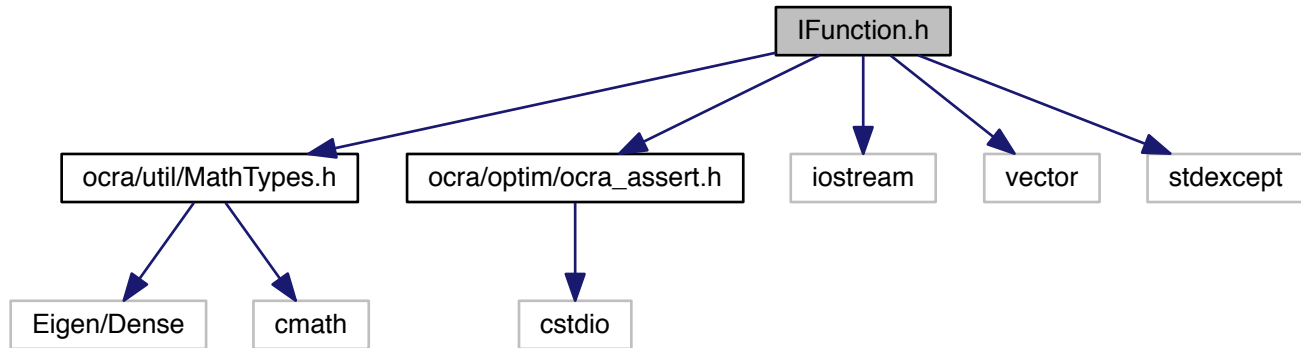 IFunction.h
ocra/util/MathTypes.h
ocra/optim/ocra_assert.h
iostream
vector
stdexcept
Eigen/Dense
cmath
cstdio